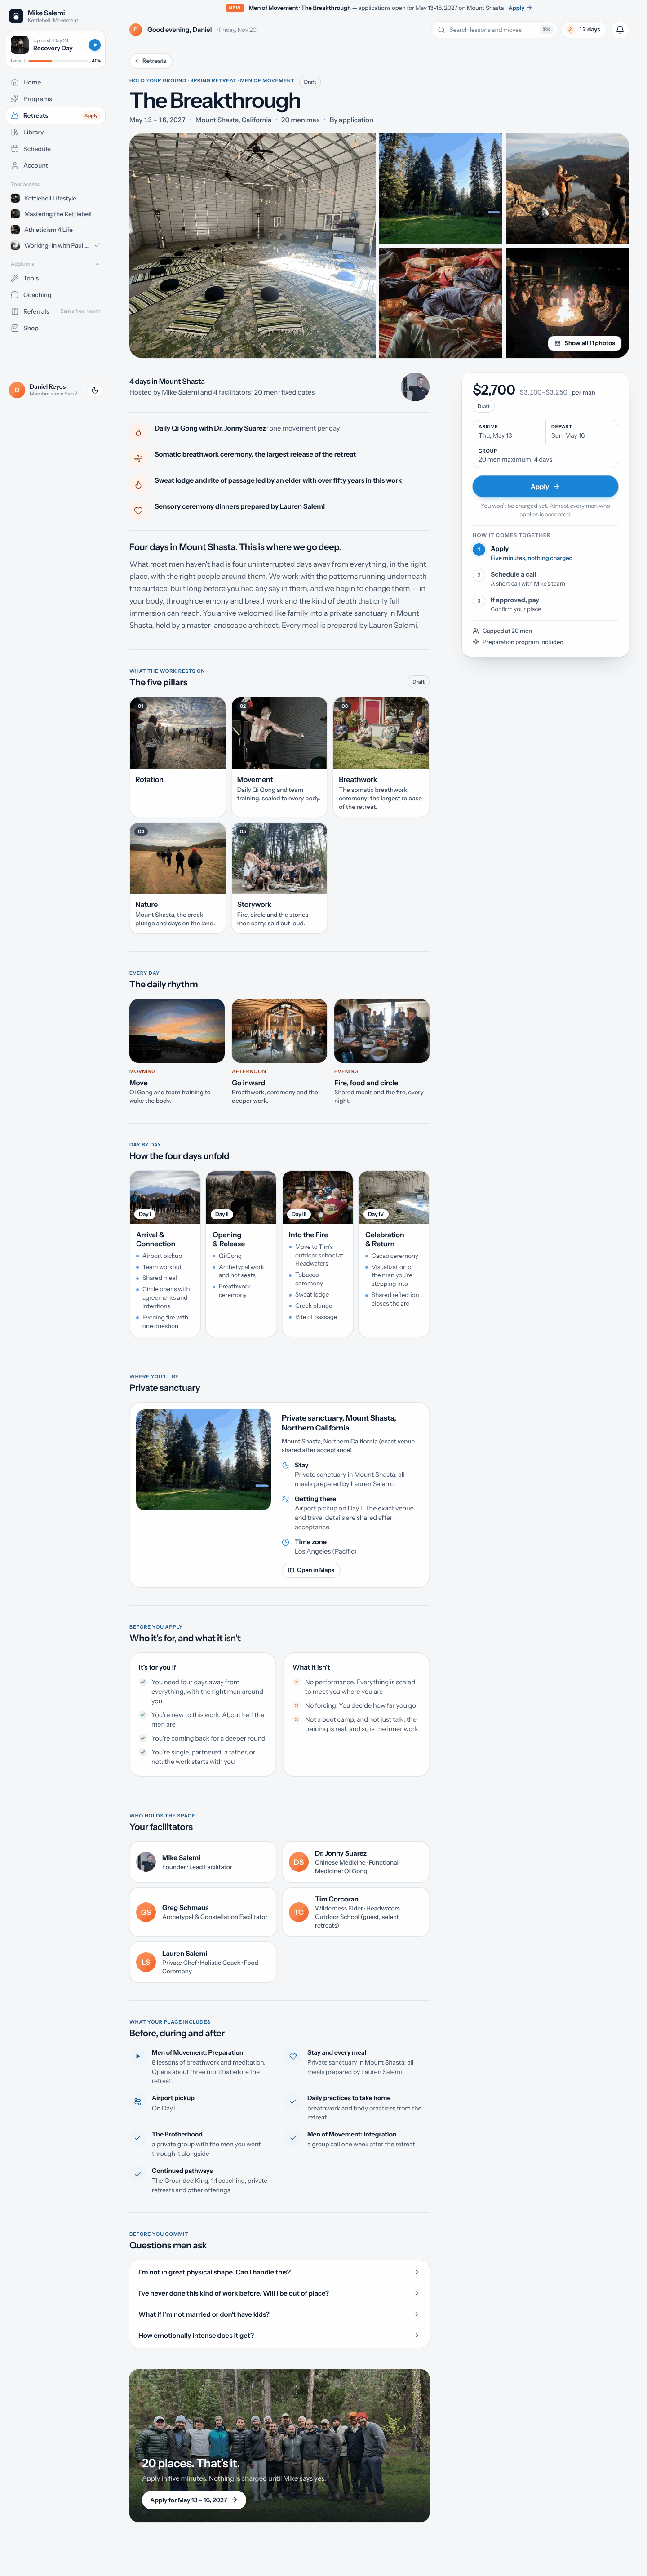 Mike Salemi
Kettlebell · Movement
Up next · Day 24
Recovery Day
Level I
40%
Home
Programs
Retreats
Apply
Library
Schedule
Account
Your access
Kettlebell Lifestyle
Mastering the Kettlebell
Athleticism 4 Life
Working-In with Paul ...
Additional
Tools
Coaching
Referrals
Earn a free month
Shop
D
Daniel Reyes
Member since Sep 2...
NEW
Men of Movement · The Breakthrough — applications open for May 13–16, 2027 on Mount Shasta
Apply →
D
Good evening, Daniel · Friday, Nov 20
Search lessons and moves
⌘K
12 days
Retreats
HOLD YOUR GROUND · SPRING RETREAT · MEN OF MOVEMENT
Draft
The Breakthrough
May 13 – 16, 2027 · Mount Shasta, California · 20 men max · By application
Show all 11 photos
4 days in Mount Shasta
Hosted by Mike Salemi and 4 facilitators · 20 men · fixed dates
Daily Qi Gong with Dr. Jonny Suarez · one movement per day
Somatic breathwork ceremony, the largest release of the retreat
Sweat lodge and rite of passage led by an elder with over fifty years in this work
Sensory ceremony dinners prepared by Lauren Salemi
Four days in Mount Shasta. This is where we go deep.
What most men haven't had is four uninterrupted days away from everything, in the right
place, with the right people around them. We work with the patterns running underneath
the surface, built long before you had any say in them, and we begin to change them — in
your body, through ceremony and breathwork and the kind of depth that only full
immersion can reach. You arrive welcomed like family into a private sanctuary in Mount
Shasta, held by a master landscape architect. Every meal is prepared by Lauren Salemi.
$2,700
$3,100–$3,250
per man
Draft
ARRIVE
Thu, May 13
DEPART
Sun, May 16
GROUP
20 men maximum · 4 days
Apply →
You won't be charged yet. Almost every man who
applies is accepted.
HOW IT COMES TOGETHER
1
Apply
Five minutes, nothing charged
2
Schedule a call
A short call with Mike's team
3
If approved, pay
Confirm your place
Capped at 20 men
Preparation program included
WHAT THE WORK RESTS ON
The five pillars
Draft
01
Rotation
02
Movement
Daily Qi Gong and team
training, scaled to every body.
03
Breathwork
The somatic breathwork
ceremony: the largest release
of the retreat.
04
Nature
Mount Shasta, the creek
plunge and days on the land.
05
Storywork
Fire, circle and the stories
men carry, said out loud.
EVERY DAY
The daily rhythm
MORNING
Move
Qi Gong and team training to
wake the body.
AFTERNOON
Go inward
Breathwork, ceremony and the
deeper work.
EVENING
Fire, food and circle
Shared meals and the fire, every
night.
DAY BY DAY
How the four days unfold
Day I
Arrival &
Connection
Airport pickup
Team workout
Shared meal
Circle opens with
agreements and
intentions
Evening fire with
one question
Day II
Opening
& Release
Qi Gong
Archetypal work
and hot seats
Breathwork
ceremony
Day III
Into the Fire
Move to Tim's
outdoor school at
Headwaters
Tobacco
ceremony
Sweat lodge
Creek plunge
Rite of passage
Day IV
Celebration
& Return
Cacao ceremony
Visualization of
the man you're
stepping into
Shared reflection
closes the arc
WHERE YOU'LL BE
Private sanctuary
Private sanctuary, Mount Shasta,
Northern California
Mount Shasta, Northern California (exact venue
shared after acceptance)
Stay
Private sanctuary in Mount Shasta; all
meals prepared by Lauren Salemi.
Getting there
Airport pickup on Day I. The exact venue
and travel details are shared after
acceptance.
Time zone
Los Angeles (Pacific)
Open in Maps
BEFORE YOU APPLY
Who it's for, and what it isn't
It's for you if
You need four days away from
everything, with the right men around
you
You're new to this work. About half the
men are
You're coming back for a deeper round
You're single, partnered, a father, or
not: the work starts with you
What it isn't
No performance. Everything is scaled
to meet you where you are
No forcing. You decide how far you go
Not a boot camp, and not just talk: the
training is real, and so is the inner work
WHO HOLDS THE SPACE
Your facilitators
Mike Salemi
Founder · Lead Facilitator
DS
Dr. Jonny Suarez
Chinese Medicine · Functional
Medicine · Qi Gong
GS
Greg Schmaus
Archetypal & Constellation Facilitator
TC
Tim Corcoran
Wilderness Elder · Headwaters
Outdoor School (guest, select
retreats)
LS
Lauren Salemi
Private Chef · Holistic Coach · Food
Ceremony
WHAT YOUR PLACE INCLUDES
Before, during and after
Men of Movement: Preparation
8 lessons of breathwork and meditation.
Opens about three months before the
retreat.
Stay and every meal
Private sanctuary in Mount Shasta; all
meals prepared by Lauren Salemi.
Airport pickup
On Day I.
Daily practices to take home
breathwork and body practices from the
retreat
The Brotherhood
a private group with the men you went
through it alongside
Men of Movement: Integration
a group call one week after the retreat
Continued pathways
The Grounded King, 1:1 coaching, private
retreats and other offerings
BEFORE YOU COMMIT
Questions men ask
I'm not in great physical shape. Can I handle this?
I've never done this kind of work before. Will I be out of place?
What if I'm not married or don't have kids?
How emotionally intense does it get?
20 places. That's it.
Apply in five minutes. Nothing is charged until Mike says yes.
Apply for May 13 – 16, 2027 →